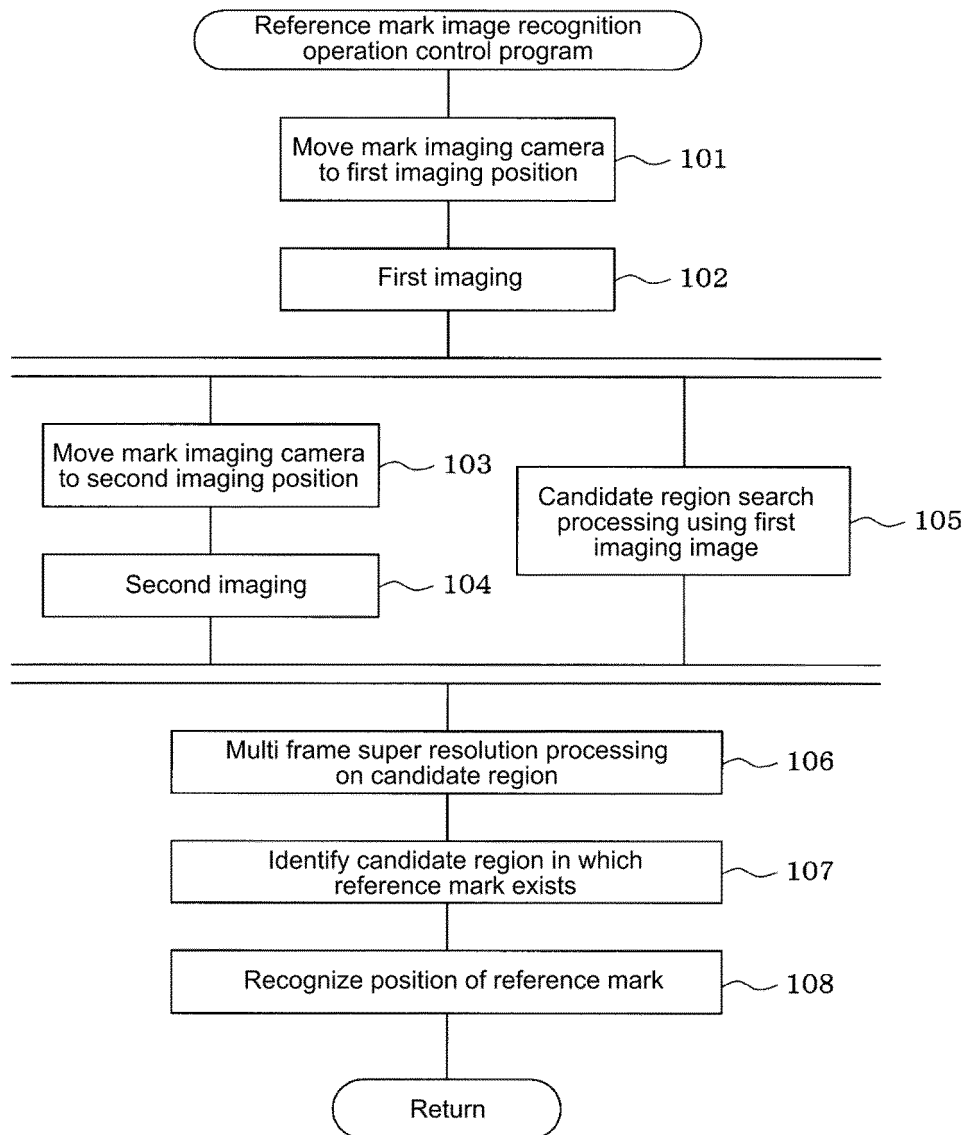 Reference mark image recognition
operation control program
Move mark imaging camera
to first imaging position
101
First imaging
102
Move mark imaging camera
to second imaging position
103
Second imaging
104
Candidate region search
processing using first
imaging image
105
Multi frame super resolution processing
on candidate region
106
Identify candidate region in which
reference mark exists
107
Recognize position of reference mark
108
Return